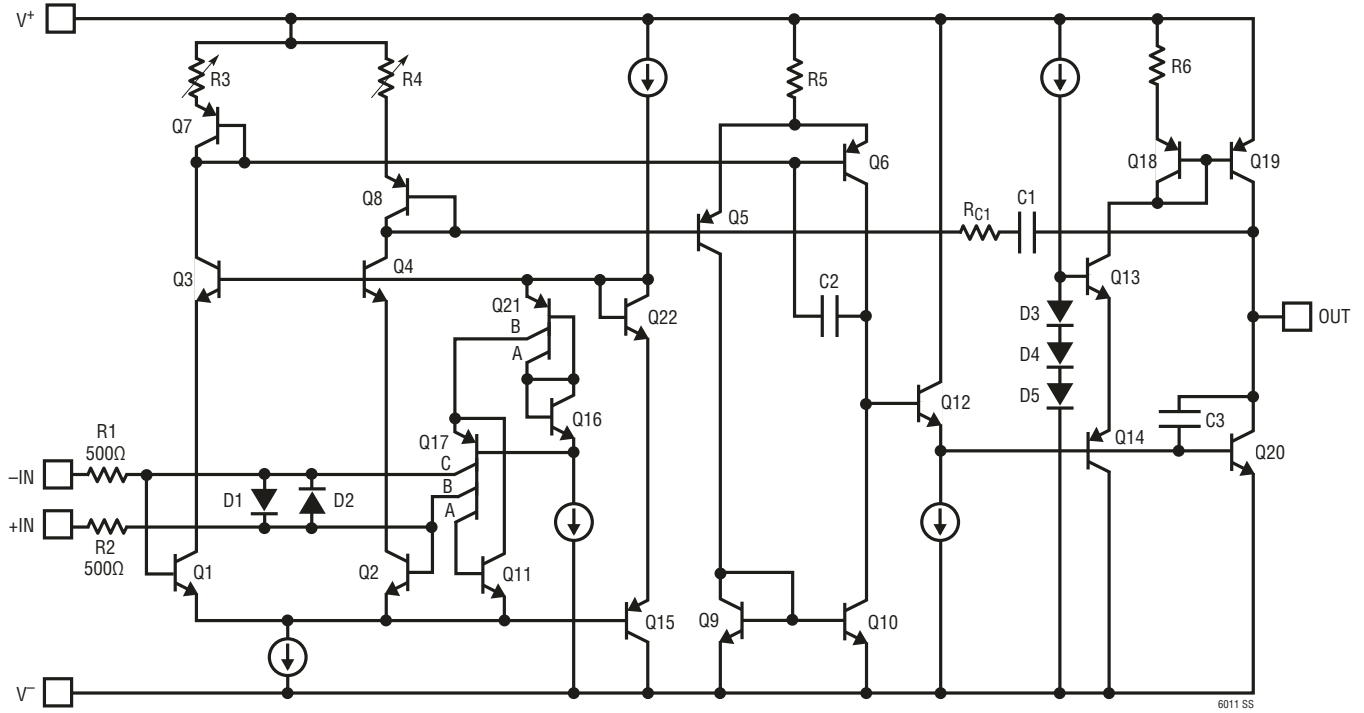 V+
R3
R4
R5
R6
Q7
Q6
Q18
Q19
Q8
Q5
RC1
C1
Q3
Q4
Q13
Q21
B
A
Q22
C2
D3
D4
D5
OUT
Q16
Q12
R1
500Ω
Q17
C
B
A
Q14
C3
Q20
–IN
D1
D2
+IN
R2
500Ω
Q1
Q2
Q11
Q15
Q9
Q10
V–
6011 SS